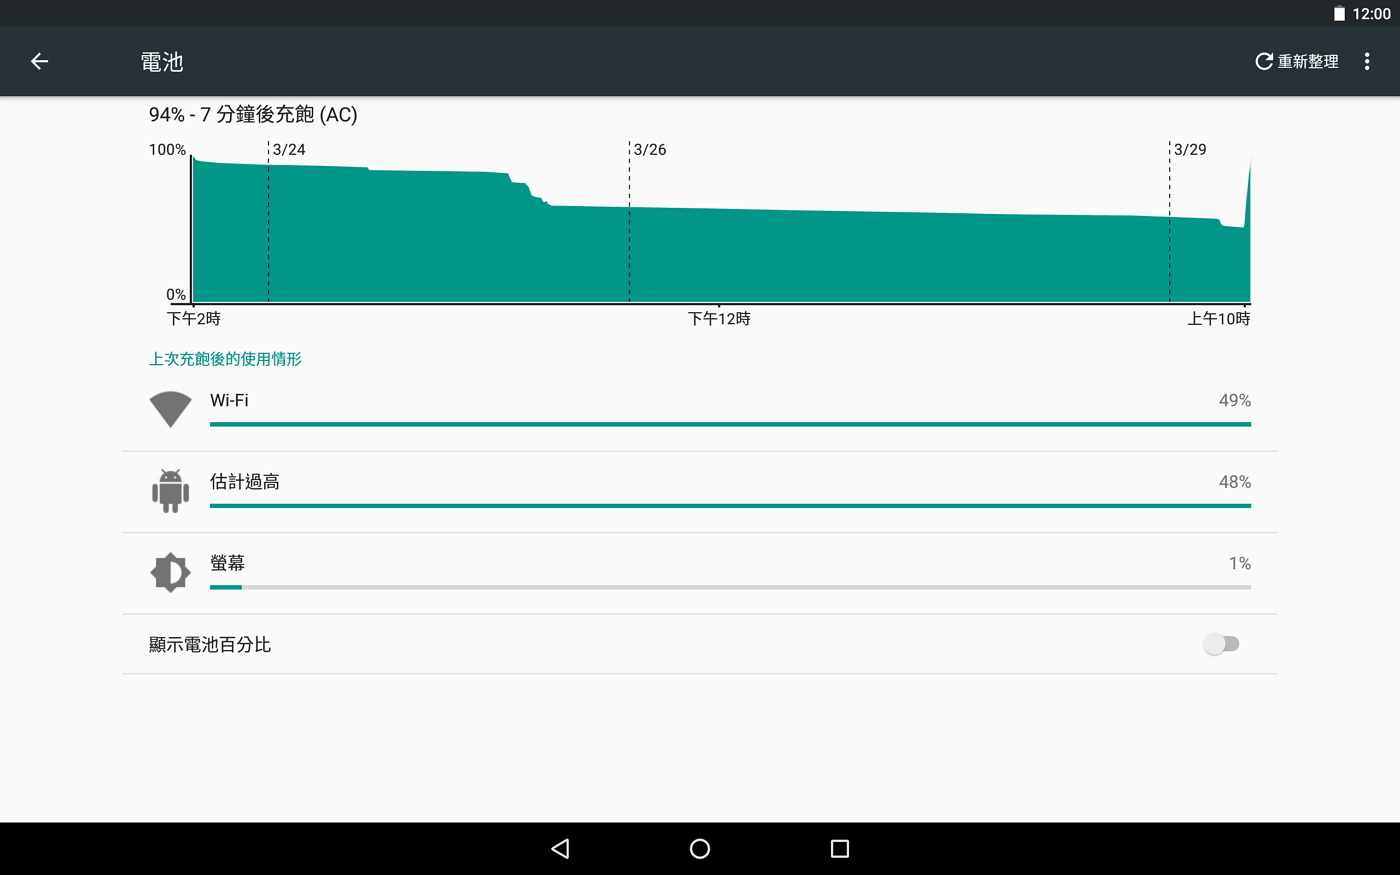 12:00
電池
重新整理
94% - 7 分鐘後充飽 (AC)
100%
3/24
3/26
3/29
0%
下午2時
下午12時
上午10時
上次充飽後的使用情形
Wi-Fi
49%
估計過高
48%
螢幕
1%
顯示電池百分比